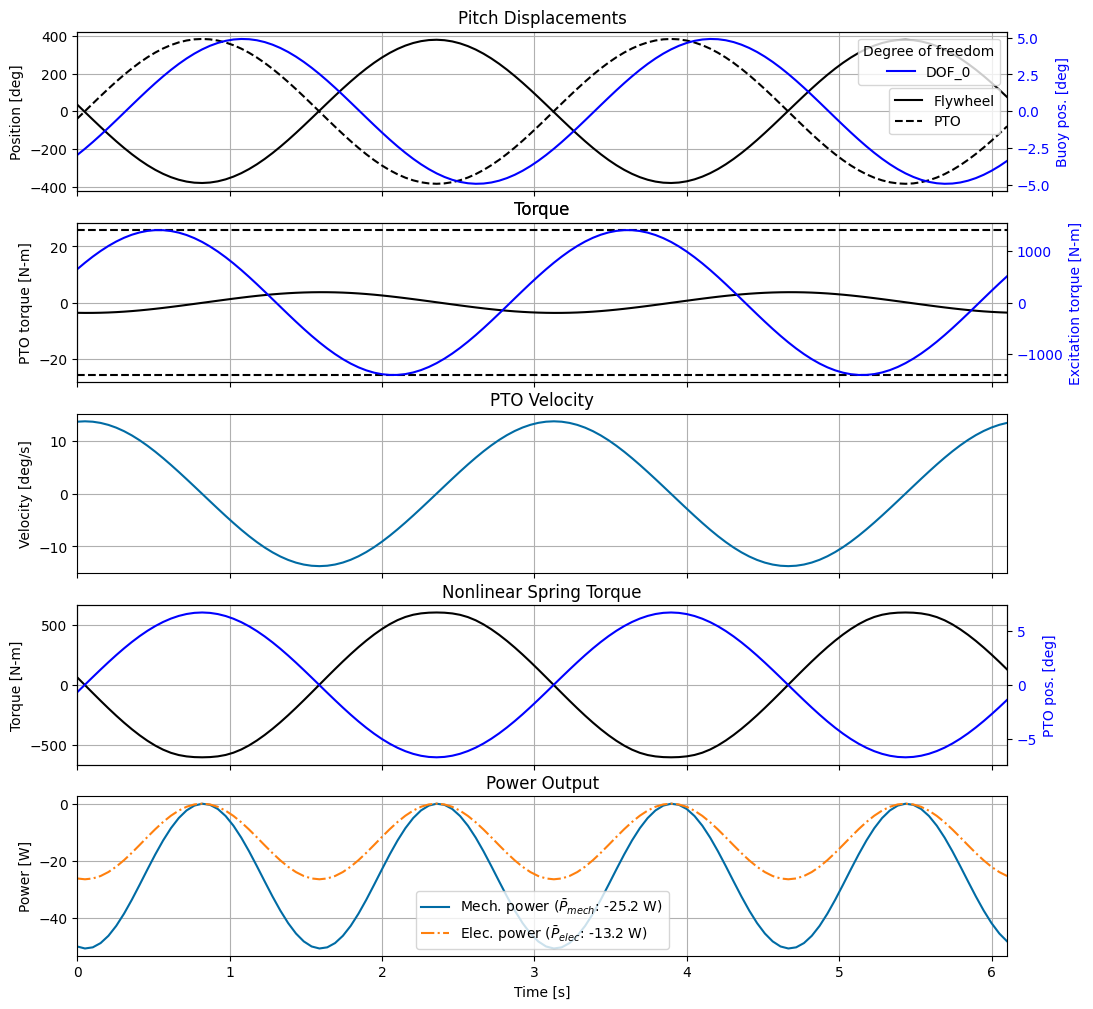 Pitch Displacements
Position [deg]
400
200
0
−200
−400
5.0
2.5
0.0
−2.5
−5.0
Buoy pos. [deg]
Degree of freedom
DOF_0
Flywheel
PTO
Torque
PTO torque [N-m]
20
0
−20
1000
0
−1000
Excitation torque [N-m]
PTO Velocity
Velocity [deg/s]
10
0
−10
Nonlinear Spring Torque
Torque [N-m]
500
0
−500
5
0
−5
PTO pos. [deg]
Power Output
Power [W]
0
−20
−40
Mech. power (P̄mech: -25.2 W)
Elec. power (P̄elec: -13.2 W)
0 1 2 3 4 5 6
Time [s]